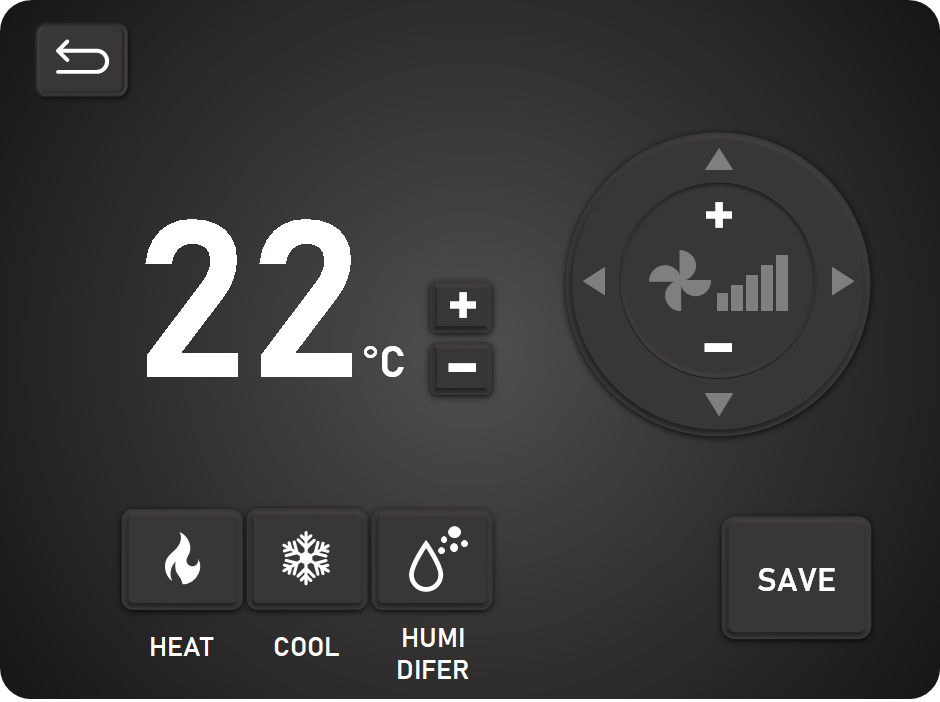 22 °C
HEAT
COOL
HUMI
DIFER
SAVE